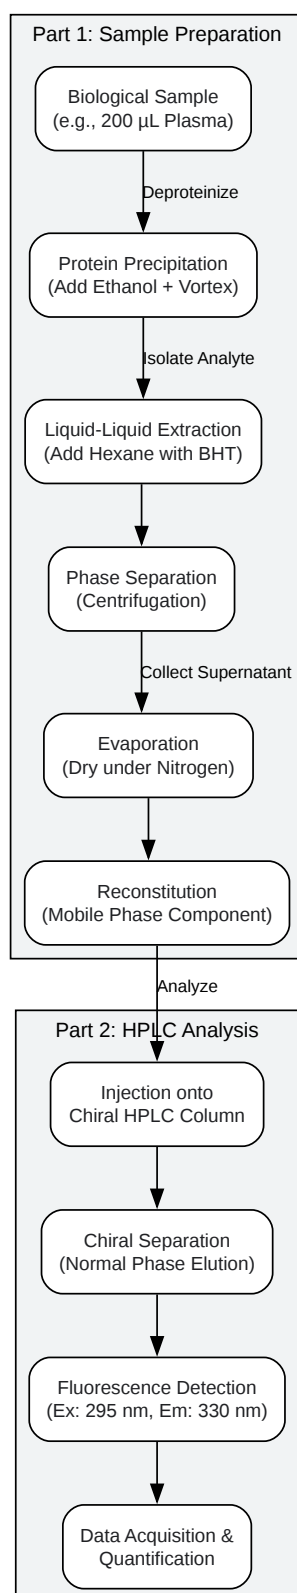 Part 1: Sample Preparation
Biological Sample
(e.g., 200 µL Plasma)
Deproteinize
Protein Precipitation
(Add Ethanol + Vortex)
Isolate Analyte
Liquid-Liquid Extraction
(Add Hexane with BHT)
Phase Separation
(Centrifugation)
Collect Supernatant
Evaporation
(Dry under Nitrogen)
Reconstitution
(Mobile Phase Component)
Analyze
Part 2: HPLC Analysis
Injection onto
Chiral HPLC Column
Chiral Separation
(Normal Phase Elution)
Fluorescence Detection
(Ex: 295 nm, Em: 330 nm)
Data Acquisition &
Quantification